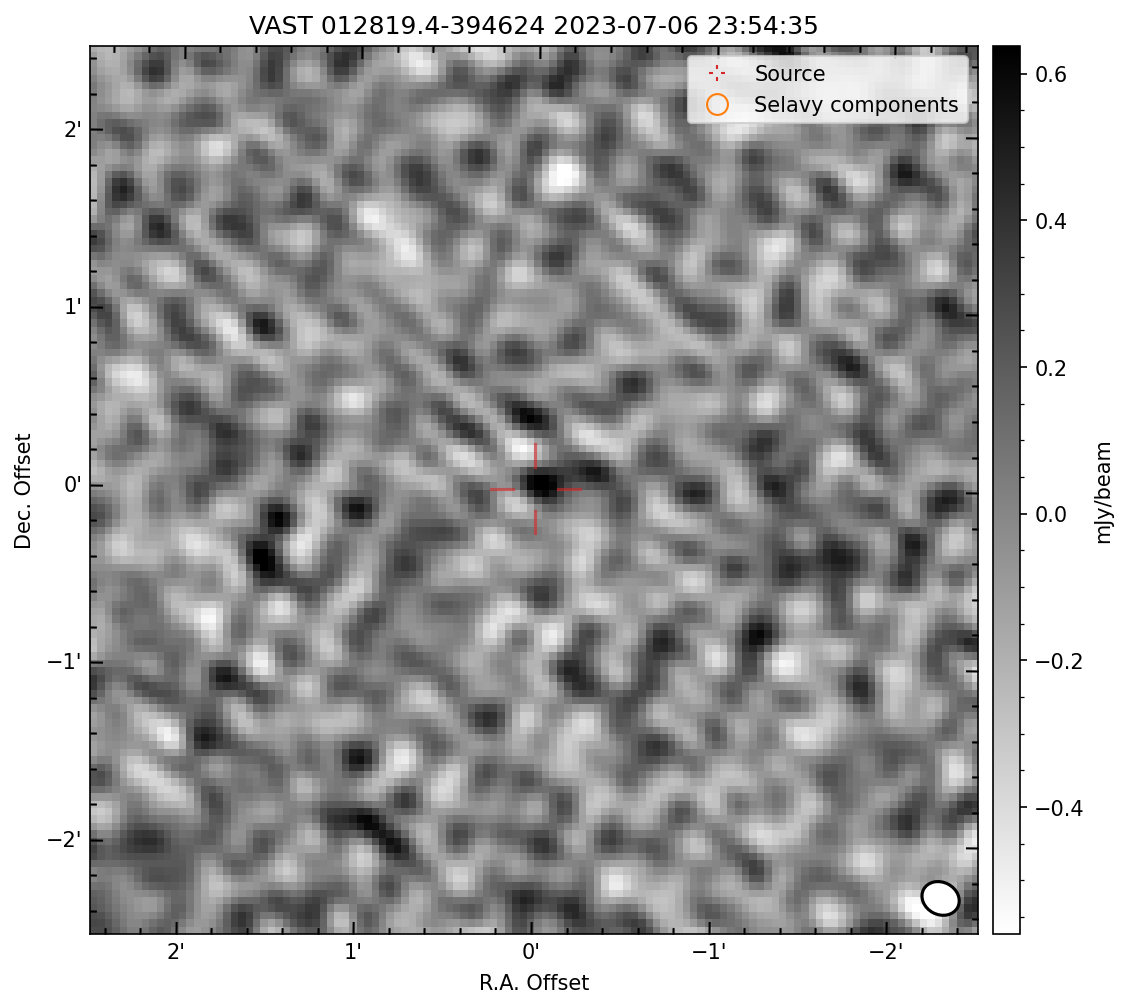 VAST 012819.4-394624 2023-07-06 23:54:35
Source
Selavy components
2'
1'
0'
−1'
−2'
Dec. Offset
2'
1'
0'
−1'
−2'
R.A. Offset
0.6
0.4
0.2
0.0
−0.2
−0.4
mJy/beam